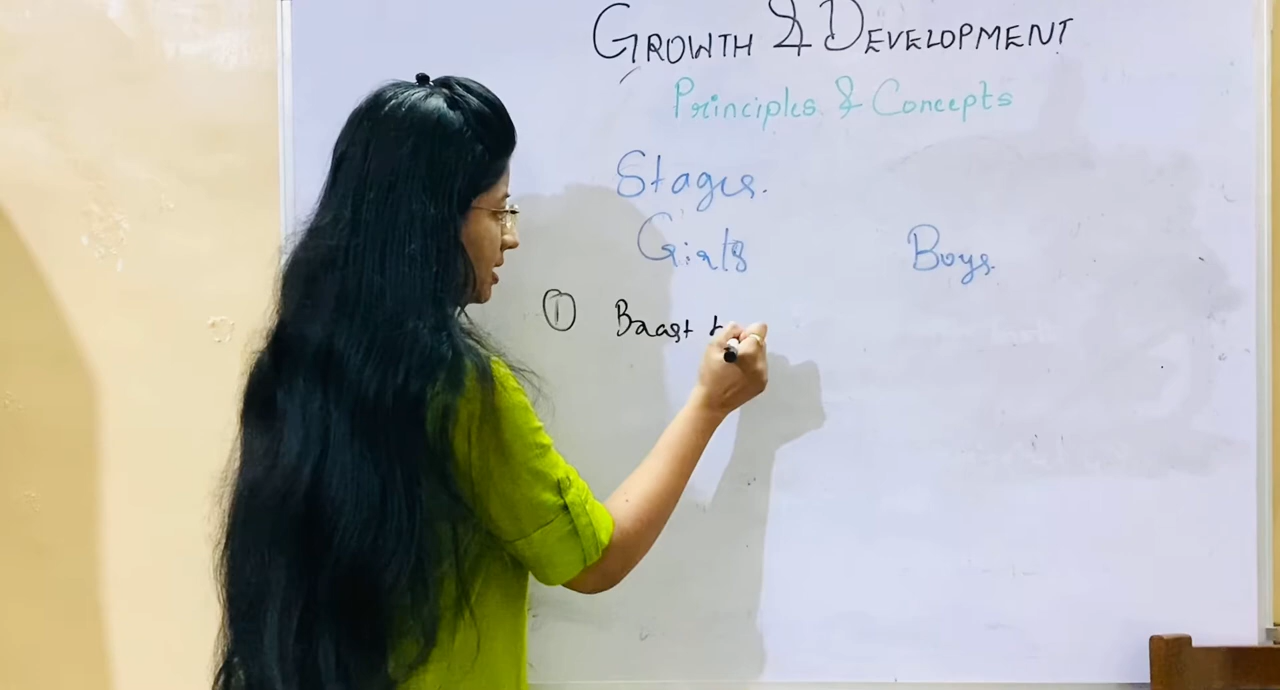 GROWTH & DEVELOPMENT
Principles & Concepts
Stages.
Girls Boys.
① Breast